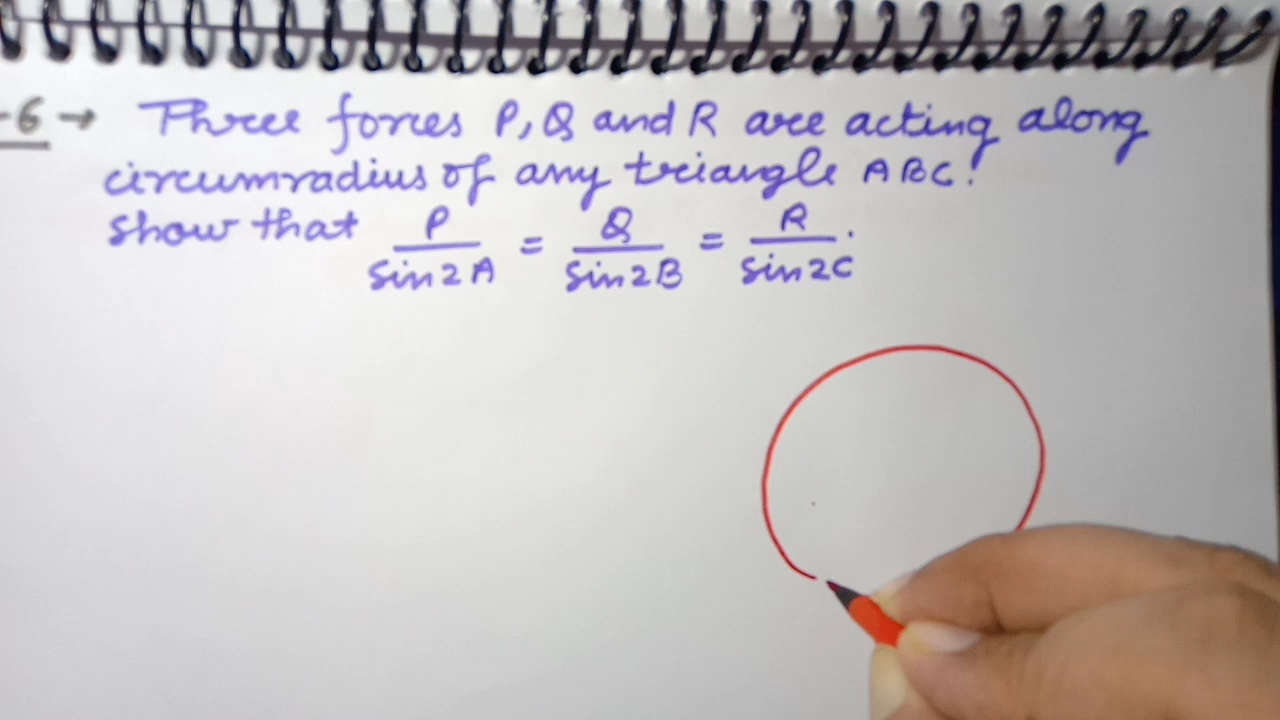 -6 → Three forces P, Q and R are acting along
circumradius of any triangle ABC.
show that P/sin2A = Q/sin2B = R/sin2C.